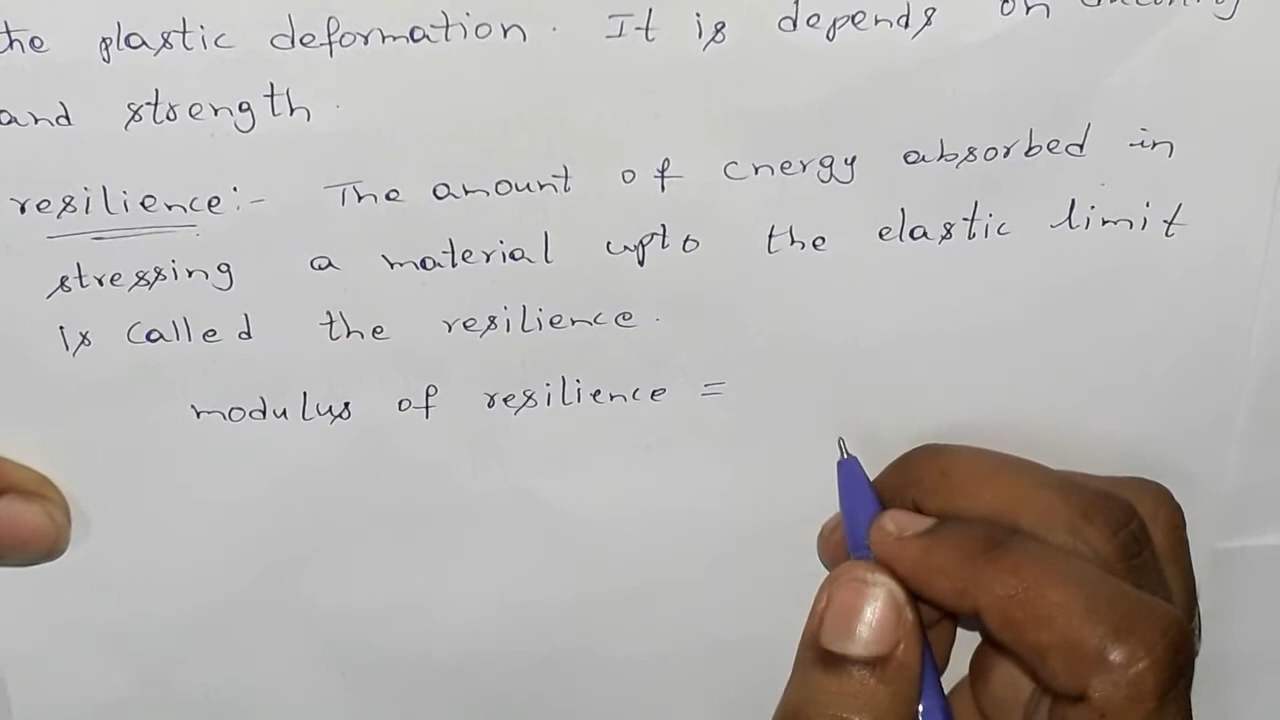 the plastic deformation. It is depends on
and strength.
resilience:- The amount of energy absorbed in
stressing a material upto the elastic limit
is called the resilience.
modulus of resilience =